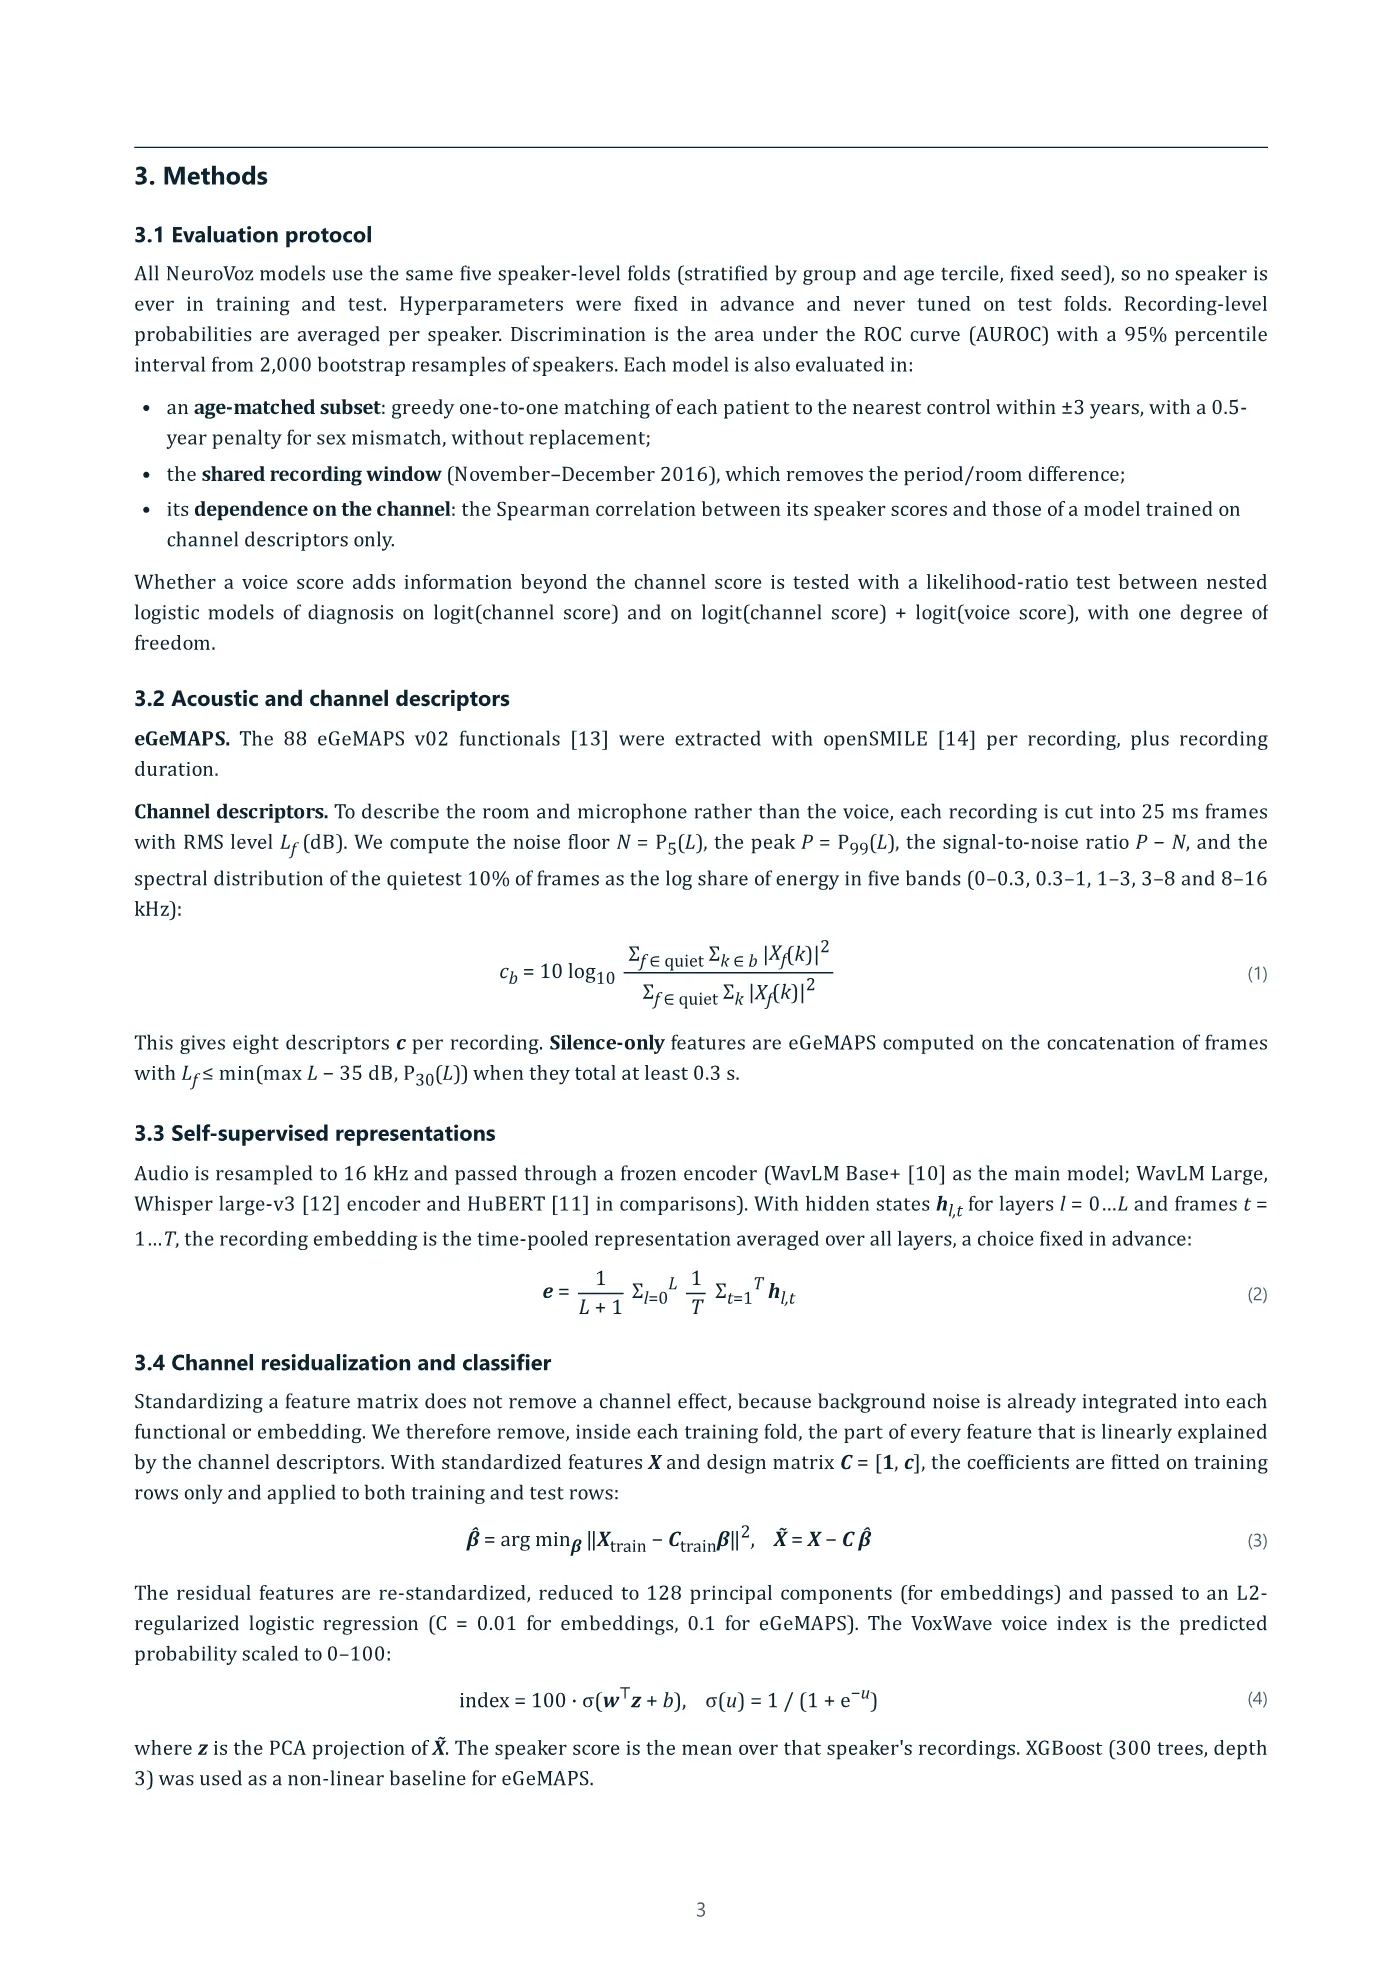 3. Methods
3.1 Evaluation protocol
All NeuroVoz models use the same five speaker-level folds (stratified by group and age tercile, fixed seed), so no speaker is
ever in training and test. Hyperparameters were fixed in advance and never tuned on test folds. Recording-level
probabilities are averaged per speaker. Discrimination is the area under the ROC curve (AUROC) with a 95% percentile
interval from 2,000 bootstrap resamples of speakers. Each model is also evaluated in:
• an age-matched subset: greedy one-to-one matching of each patient to the nearest control within ±3 years, with a 0.5-
year penalty for sex mismatch, without replacement;
• the shared recording window (November–December 2016), which removes the period/room difference;
• its dependence on the channel: the Spearman correlation between its speaker scores and those of a model trained on
channel descriptors only.
Whether a voice score adds information beyond the channel score is tested with a likelihood-ratio test between nested
logistic models of diagnosis on logit(channel score) and on logit(channel score) + logit(voice score), with one degree of
freedom.
3.2 Acoustic and channel descriptors
eGeMAPS. The 88 eGeMAPS v02 functionals [13] were extracted with openSMILE [14] per recording, plus recording
duration.
Channel descriptors. To describe the room and microphone rather than the voice, each recording is cut into 25 ms frames
with RMS level L_f (dB). We compute the noise floor N = P_5(L), the peak P = P_99(L), the signal-to-noise ratio P − N, and the
spectral distribution of the quietest 10% of frames as the log share of energy in five bands (0–0.3, 0.3–1, 1–3, 3–8 and 8–16
kHz):
c_b = 10 log_10 Σ_{f ∈ quiet} Σ_{k ∈ b} |X_f(k)|^2 / Σ_{f ∈ quiet} Σ_k |X_f(k)|^2 (1)
This gives eight descriptors c per recording. Silence-only features are eGeMAPS computed on the concatenation of frames
with L_f ≤ min(max L − 35 dB, P_30(L)) when they total at least 0.3 s.
3.3 Self-supervised representations
Audio is resampled to 16 kHz and passed through a frozen encoder (WavLM Base+ [10] as the main model; WavLM Large,
Whisper large-v3 [12] encoder and HuBERT [11] in comparisons). With hidden states h_{l,t} for layers l = 0…L and frames t =
1…T, the recording embedding is the time-pooled representation averaged over all layers, a choice fixed in advance:
e = 1 / (L + 1) Σ_{l=0}^L 1 / T Σ_{t=1}^T h_{l,t} (2)
3.4 Channel residualization and classifier
Standardizing a feature matrix does not remove a channel effect, because background noise is already integrated into each
functional or embedding. We therefore remove, inside each training fold, the part of every feature that is linearly explained
by the channel descriptors. With standardized features X and design matrix C = [1, c], the coefficients are fitted on training
rows only and applied to both training and test rows:
β̂ = arg min_β ‖X_train − C_train β‖^2, X̃ = X − C β̂ (3)
The residual features are re-standardized, reduced to 128 principal components (for embeddings) and passed to an L2-
regularized logistic regression (C = 0.01 for embeddings, 0.1 for eGeMAPS). The VoxWave voice index is the predicted
probability scaled to 0–100:
index = 100 · σ(w^⊤z + b), σ(u) = 1 / (1 + e^{−u}) (4)
where z is the PCA projection of X̃. The speaker score is the mean over that speaker's recordings. XGBoost (300 trees, depth
3) was used as a non-linear baseline for eGeMAPS.
3